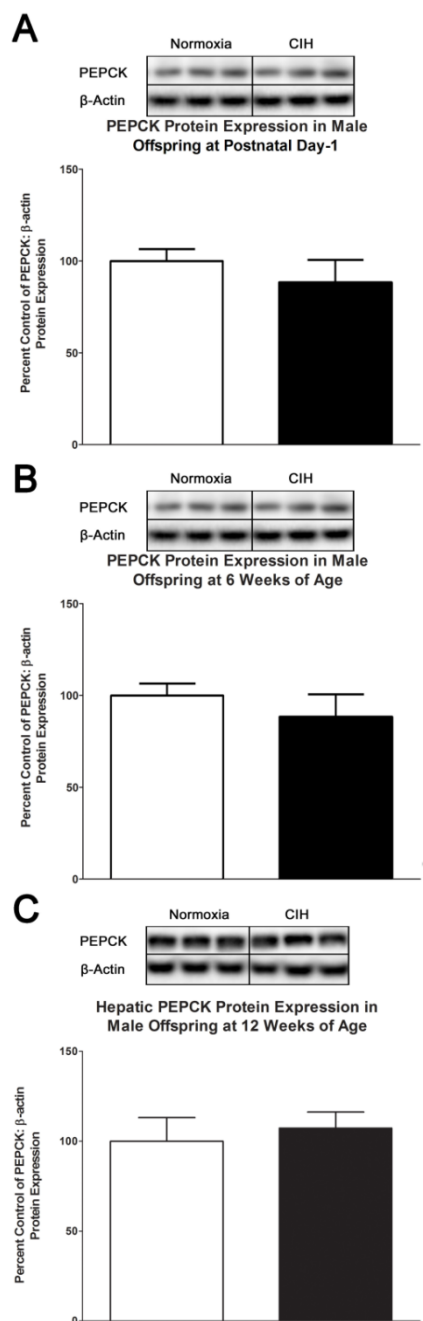 A
Normoxia CIH
PEPCK
β-Actin
PEPCK Protein Expression in Male
Offspring at Postnatal Day-1
Percent Control of PEPCK: β-actin
Protein Expression
150
100
50
0
B
Normoxia CIH
PEPCK
β-Actin
PEPCK Protein Expression in Male
Offspring at 6 Weeks of Age
Percent Control of PEPCK: β-actin
Protein Expression
150
100
50
0
C
Normoxia CIH
PEPCK
β-Actin
Hepatic PEPCK Protein Expression in
Male Offspring at 12 Weeks of Age
Percent Control of PEPCK: β-actin
Protein Expression
150
100
50
0